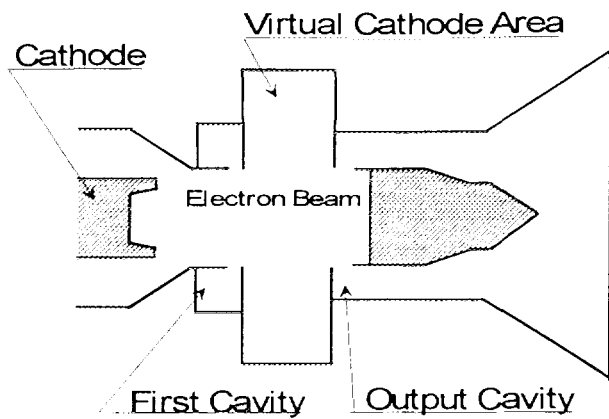 Virtual Cathode Area
Cathode
Electron Beam
First Cavity
Output Cavity